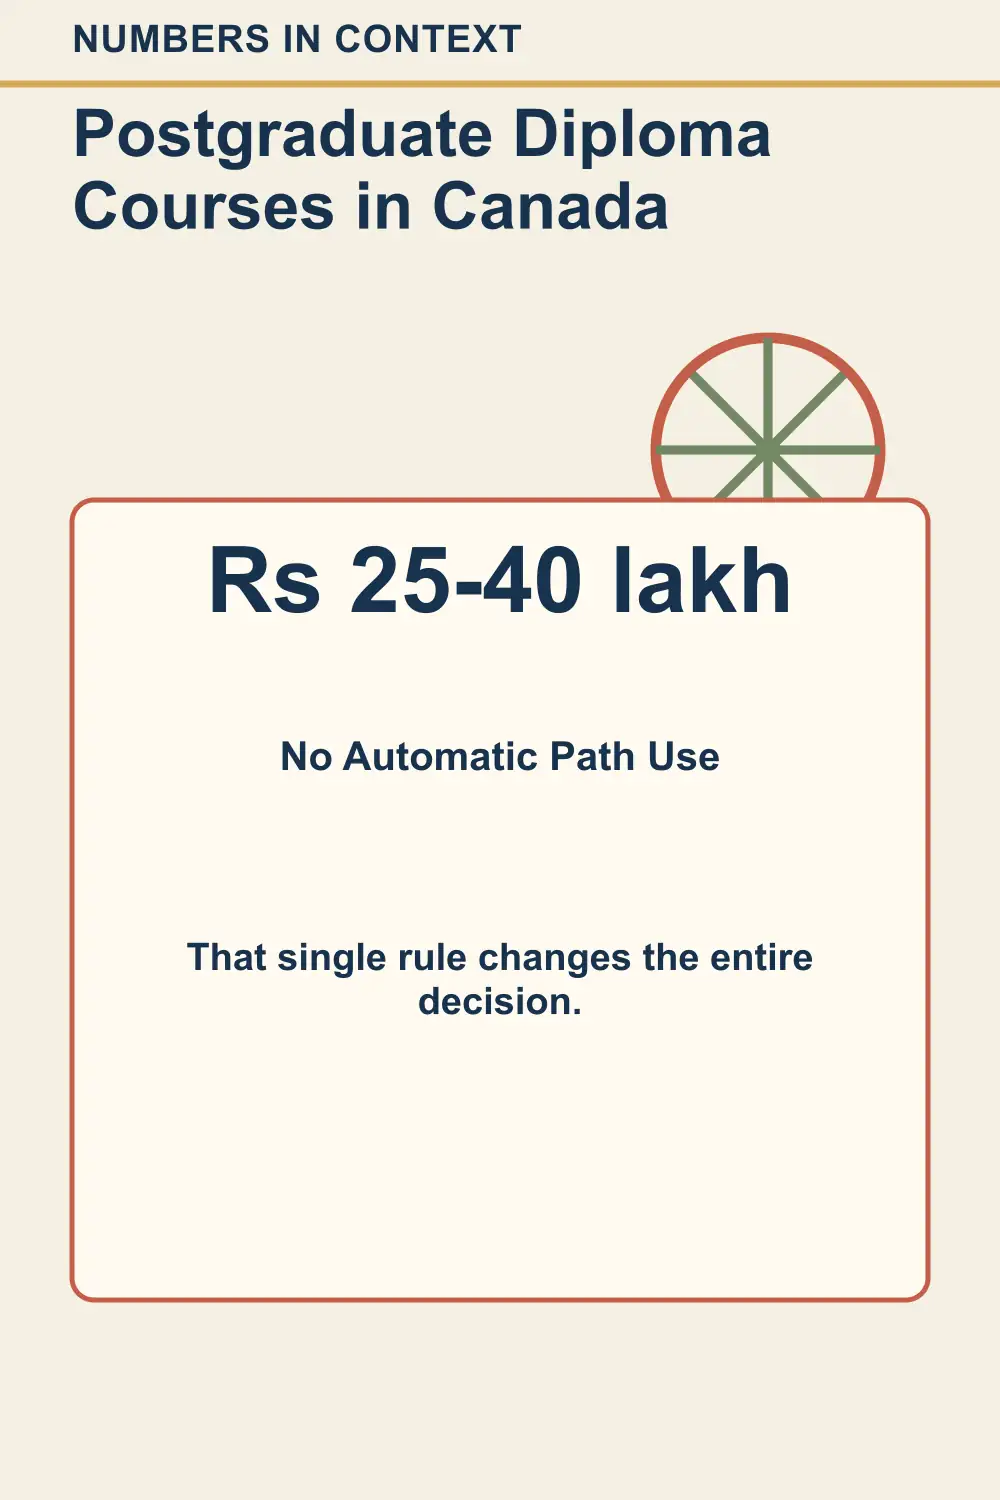 NUMBERS IN CONTEXT
Postgraduate Diploma
Courses in Canada
Rs 25-40 lakh
No Automatic Path Use
That single rule changes the entire
decision.